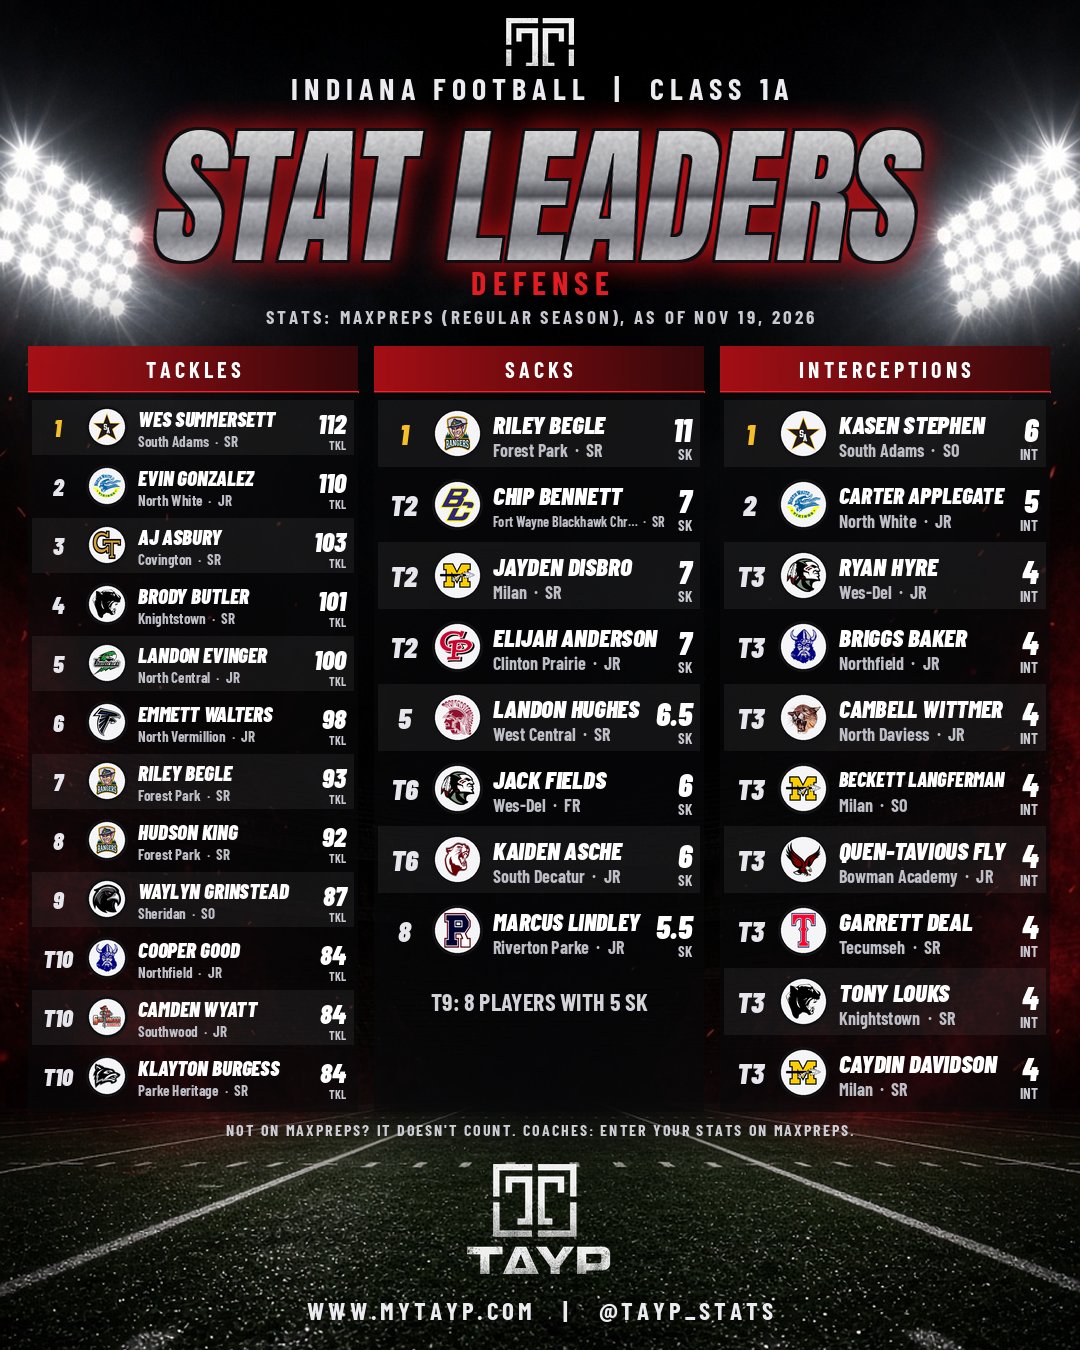 INDIANA FOOTBALL | CLASS 1A
STAT LEADERS
DEFENSE
STATS: MAXPREPS (REGULAR SEASON), AS OF NOV 19, 2026
TACKLES
1 WES SUMMERSETT 112
South Adams · SR TKL
2 EVIN GONZALEZ 110
North White · JR TKL
3 AJ ASBURY 103
Covington · SR TKL
4 BRODY BUTLER 101
Knightstown · SR TKL
5 LANDON EVINGER 100
North Central · JR TKL
6 EMMETT WALTERS 98
North Vermillion · JR TKL
7 RILEY BEGLE 93
Forest Park · SR TKL
8 HUDSON KING 92
Forest Park · SR TKL
9 WAYLYN GRINSTEAD 87
Sheridan · SO TKL
T10 COOPER GOOD 84
Northfield · JR TKL
T10 CAMDEN WYATT 84
Southwood · JR TKL
T10 KLAYTON BURGESS 84
Parke Heritage · SR TKL
SACKS
1 RILEY BEGLE 11
Forest Park · SR SK
T2 CHIP BENNETT 7
Fort Wayne Blackhawk Chr... · SR SK
T2 JAYDEN DISBRO 7
Milan · SR SK
T2 ELIJAH ANDERSON 7
Clinton Prairie · JR SK
5 LANDON HUGHES 6.5
West Central · SR SK
T6 JACK FIELDS 6
Wes-Del · FR SK
T6 KAIDEN ASCHE 6
South Decatur · JR SK
8 MARCUS LINDLEY 5.5
Riverton Parke · JR SK
T9: 8 PLAYERS WITH 5 SK
INTERCEPTIONS
1 KASEN STEPHEN 6
South Adams · SO INT
2 CARTER APPLEGATE 5
North White · JR INT
T3 RYAN HYRE 4
Wes-Del · JR INT
T3 BRIGGS BAKER 4
Northfield · JR INT
T3 CAMBELL WITTMER 4
North Daviess · JR INT
T3 BECKETT LANGFERMAN 4
Milan · SO INT
T3 QUEN-TAVIOUS FLY 4
Bowman Academy · JR INT
T3 GARRETT DEAL 4
Tecumseh · SR INT
T3 TONY LOUKS 4
Knightstown · SR INT
T3 CAYDIN DAVIDSON 4
Milan · SR INT
NOT ON MAXPREPS? IT DOESN'T COUNT. COACHES: ENTER YOUR STATS ON MAXPREPS.
TAYP
WWW.MYTAYP.COM | @TAYP_STATS